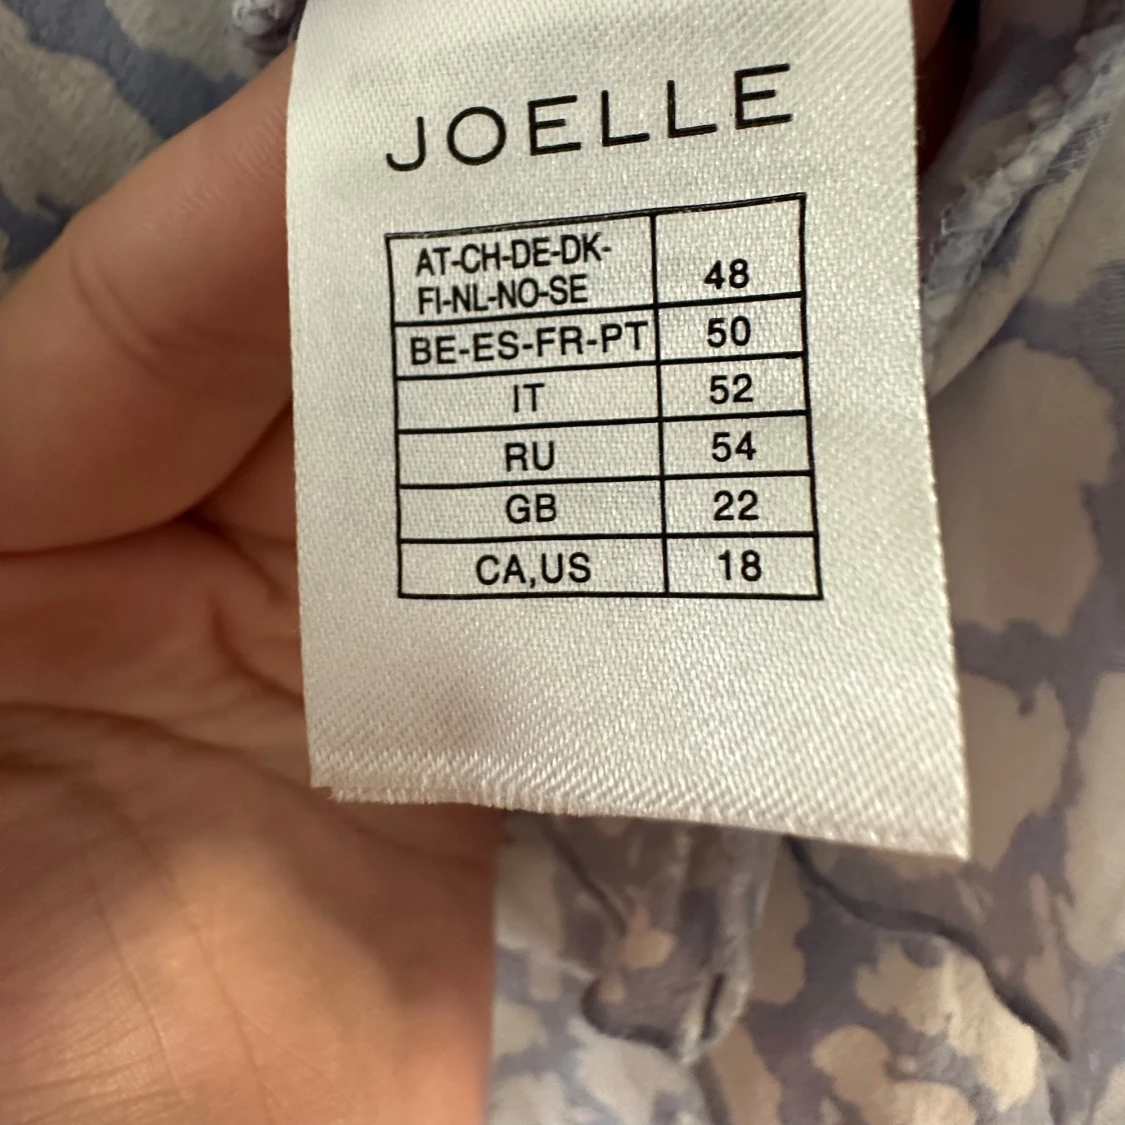 JOELLE
AT-CH-DE-DK-
FI-NL-NO-SE 48
BE-ES-FR-PT 50
IT 52
RU 54
GB 22
CA,US 18